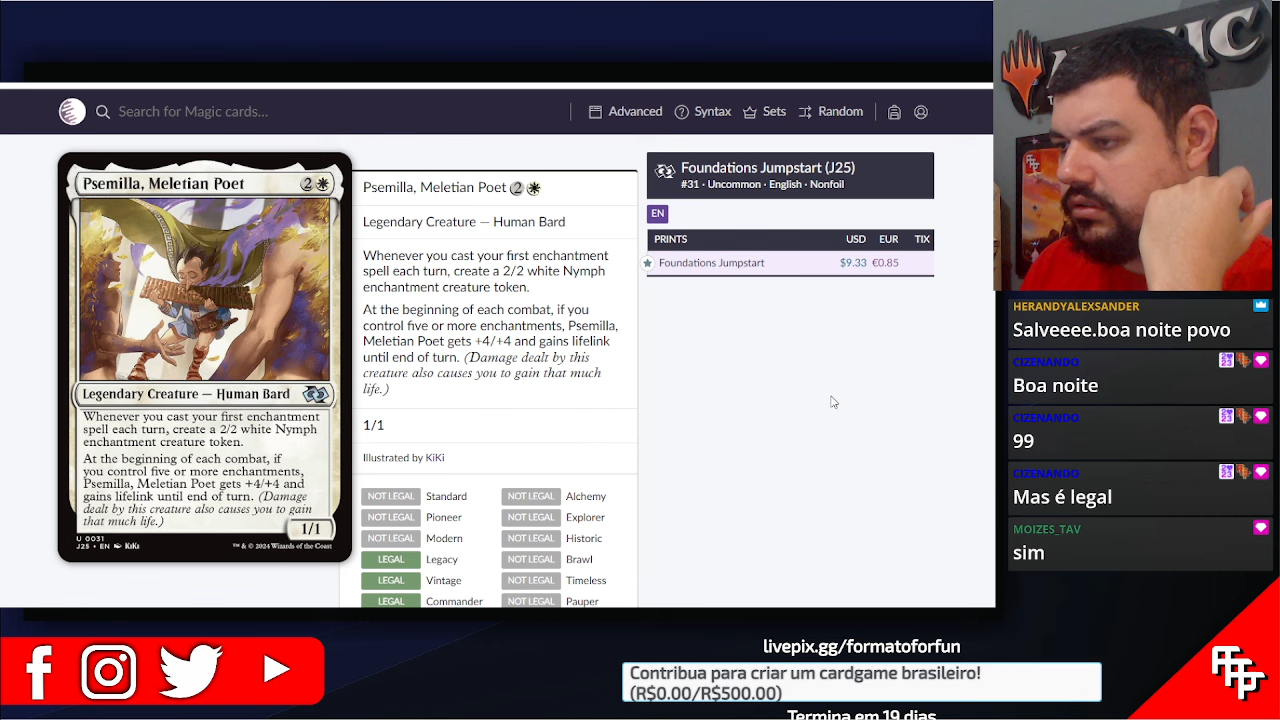 Search for Magic cards...
Advanced
Syntax
Sets
Random
Psemilla, Meletian Poet 2
Legendary Creature — Human Bard
Whenever you cast your first enchantment
spell each turn, create a 2/2 white Nymph
enchantment creature token.
At the beginning of each combat, if
you control five or more enchantments,
Psemilla, Meletian Poet gets +4/+4 and
gains lifelink until end of turn. (Damage
dealt by this creature also causes you to gain
that much life.)
1/1
U 0031
J25 • EN KiKi
™ & © 2024 Wizards of the Coast
Psemilla, Meletian Poet 2
Legendary Creature — Human Bard
Whenever you cast your first enchantment
spell each turn, create a 2/2 white Nymph
enchantment creature token.
At the beginning of each combat, if you
control five or more enchantments, Psemilla,
Meletian Poet gets +4/+4 and gains lifelink
until end of turn. (Damage dealt by this
creature also causes you to gain that much
life.)
1/1
Illustrated by KiKi
NOT LEGAL Standard NOT LEGAL Alchemy
NOT LEGAL Pioneer NOT LEGAL Explorer
NOT LEGAL Modern NOT LEGAL Historic
LEGAL Legacy NOT LEGAL Brawl
LEGAL Vintage NOT LEGAL Timeless
LEGAL Commander NOT LEGAL Pauper
Foundations Jumpstart (J25)
#31 · Uncommon · English · Nonfoil
EN
PRINTS USD EUR TIX
Foundations Jumpstart $9.33 €0.85
HERANDYALEXSANDER
Salveeee.boa noite povo
CIZENANDO
Boa noite
CIZENANDO
99
CIZENANDO
Mas é legal
MOIZES_TAV
sim
livepix.gg/formatoforfun
Contribua para criar um cardgame brasileiro!
(R$0.00/R$500.00)
Termina em 19 dias